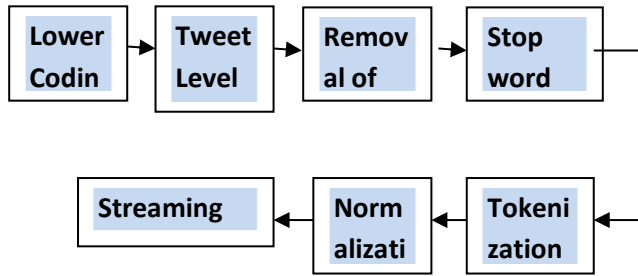 Lower
Codin
Tweet
Level
Remov
al of
Stop
word
Tokeni
zation
Norm
alizati
Streaming